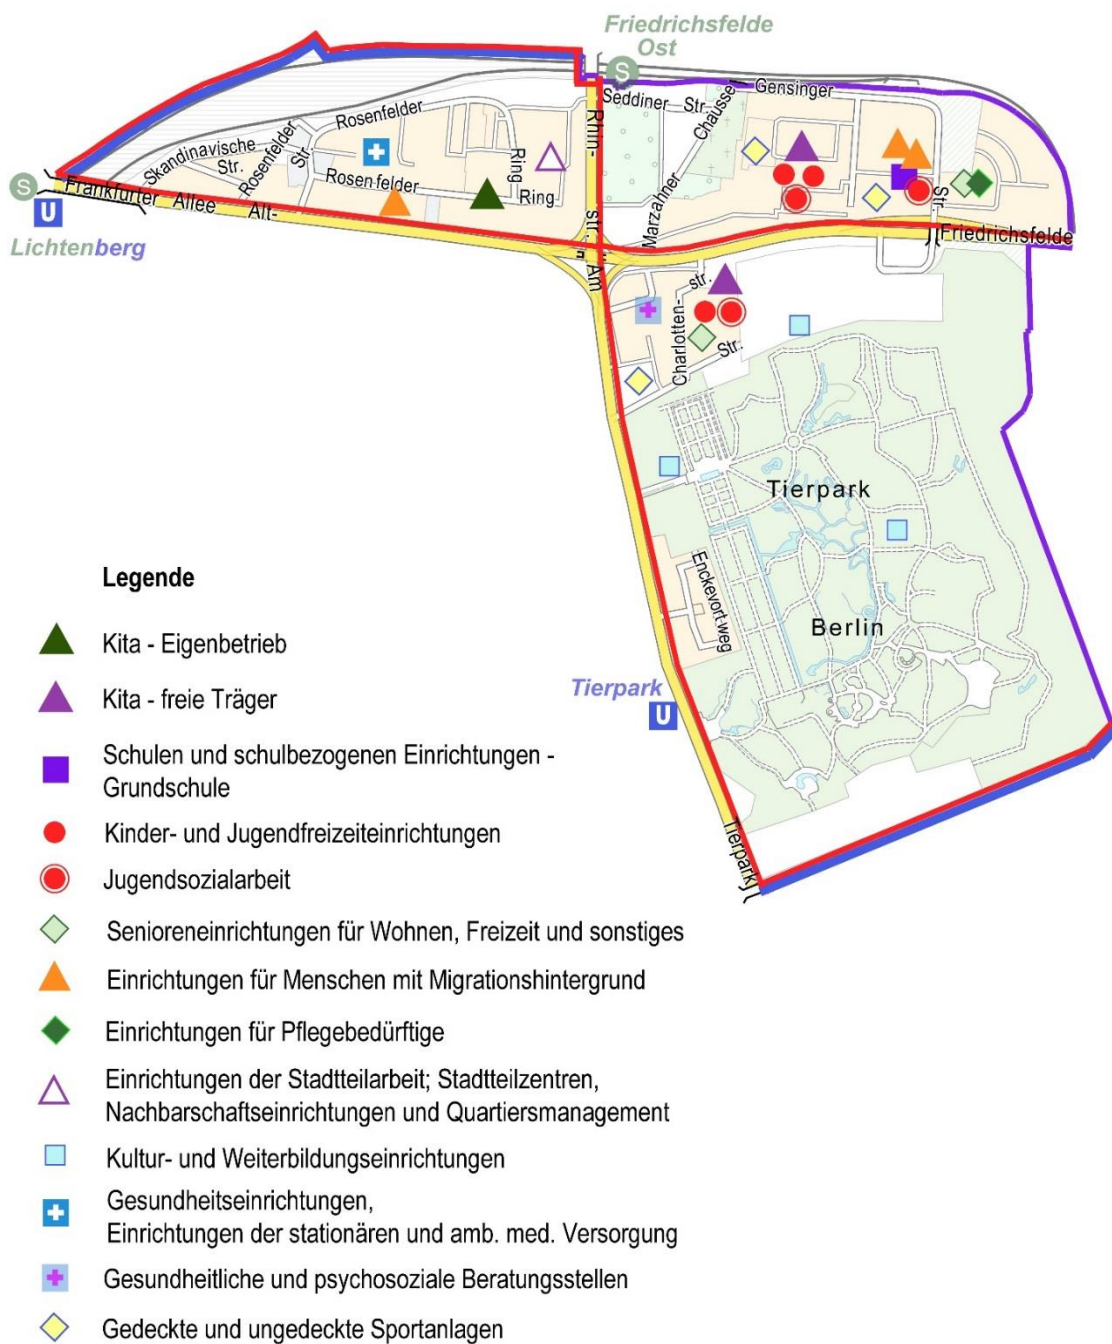 Friedrichsfelde
Ost
S
Seddiner Str.
Gensinger
Str.
Marzahner Chaussee
Rhin-
str.
Rosenfelder
Ring
Skandinavische
Str.
Rosenfelder
Str.
Rosenfelder
Ring
S
U
Lichtenberg
Frankfurter Allee Alt-
Friedrichsfelde
Am
Charlotten-
str.
Str.
Tierpark
Berlin
Enckevort-weg
Tierpark
U
Tierpark
Legende
Kita - Eigenbetrieb
Kita - freie Träger
Schulen und schulbezogenen Einrichtungen -
Grundschule
Kinder- und Jugendfreizeiteinrichtungen
Jugendsozialarbeit
Senioreneinrichtungen für Wohnen, Freizeit und sonstiges
Einrichtungen für Menschen mit Migrationshintergrund
Einrichtungen für Pflegebedürftige
Einrichtungen der Stadtteilarbeit; Stadtteilzentren,
Nachbarschaftseinrichtungen und Quartiersmanagement
Kultur- und Weiterbildungseinrichtungen
Gesundheitseinrichtungen,
Einrichtungen der stationären und amb. med. Versorgung
Gesundheitliche und psychosoziale Beratungsstellen
Gedeckte und ungedeckte Sportanlagen